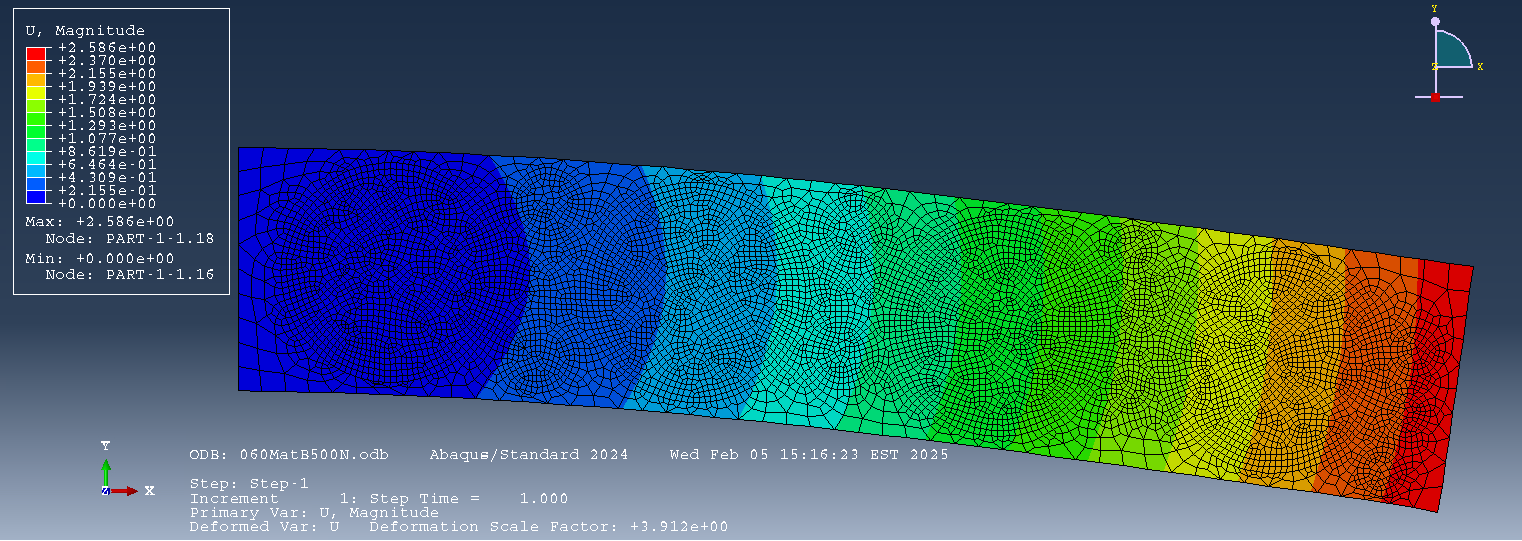 U, Magnitude
+2.586e+00
+2.370e+00
+2.155e+00
+1.939e+00
+1.724e+00
+1.508e+00
+1.293e+00
+1.077e+00
+8.619e-01
+6.464e-01
+4.309e-01
+2.155e-01
+0.000e+00
Max: +2.586e+00
Node: PART-1-1.18
Min: +0.000e+00
Node: PART-1-1.16
Y
Z X
Y
Z X
ODB: 060MatB500N.odb Abaqus/Standard 2024 Wed Feb 05 15:16:23 EST 2025
Step: Step-1
Increment 1: Step Time = 1.000
Primary Var: U, Magnitude
Deformed Var: U Deformation Scale Factor: +3.912e+00